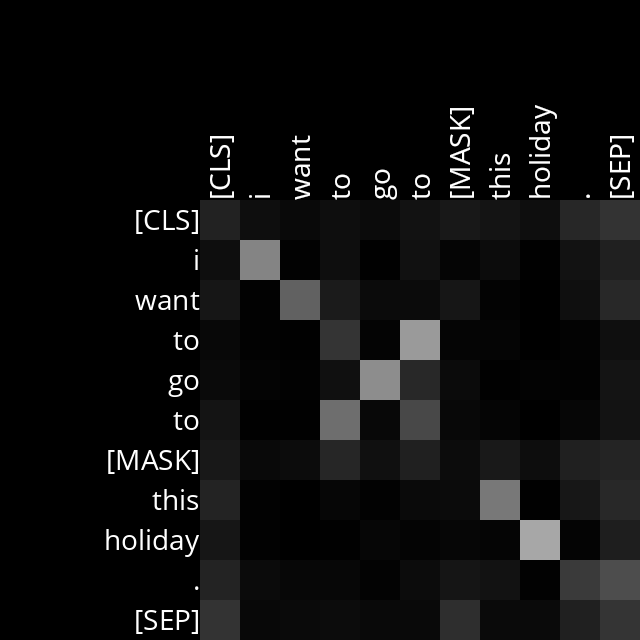 [CLS] i want to go to [MASK] this holiday . [SEP]
[CLS]
i
want
to
go
to
[MASK]
this
holiday
.
[SEP]